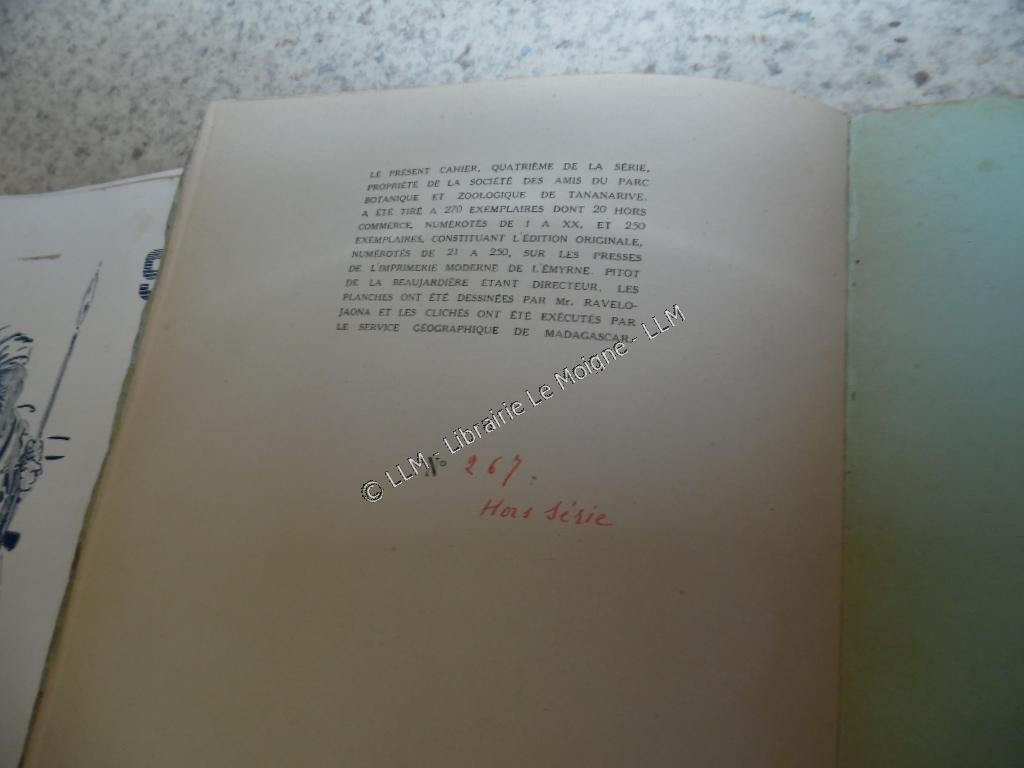 LE PRÉSENT CAHIER, QUATRIÈME DE LA SÉRIE,
PROPRIÉTÉ DE LA SOCIÉTÉ DES AMIS DU PARC
BOTANIQUE ET ZOOLOGIQUE DE TANANARIVE,
A ÉTÉ TIRÉ A 270 EXEMPLAIRES DONT 20 HORS
COMMERCE, NUMÉROTÉS DE I A XX, ET 250
EXEMPLAIRES, CONSTITUANT L'ÉDITION ORIGINALE,
NUMÉROTÉS DE 21 A 250, SUR LES PRESSES
DE L'IMPRIMERIE MODERNE DE L'ÉMYRNE. PITOT
DE LA BEAUJARDIÈRE ÉTANT DIRECTEUR, LES
PLANCHES ONT ÉTÉ DESSINÉES PAR Mr. RAVELO-
JAONA ET LES CLICHÉS ONT ÉTÉ EXÉCUTÉS PAR
LE SERVICE GÉOGRAPHIQUE DE MADAGASCAR.
© LLM - Librairie Le Moigne - LLM
N° 267.
Hors Série